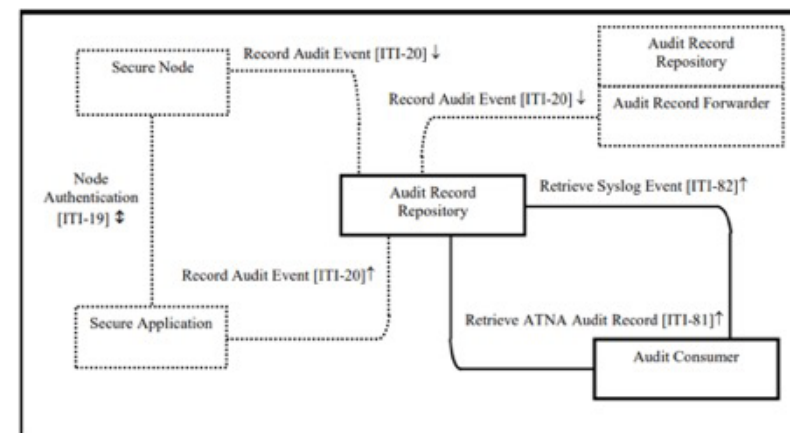 Record Audit Event [ITI-20] ↓
Secure Node
Audit Record
Repository
Record Audit Event [ITI-20] ↓
Audit Record Forwarder
Node
Authentication
[ITI-19] ⇕
Audit Record
Repository
Retrieve Syslog Event [ITI-82]↑
Record Audit Event [ITI-20]↑
Secure Application
Retrieve ATNA Audit Record [ITI-81]↑
Audit Consumer